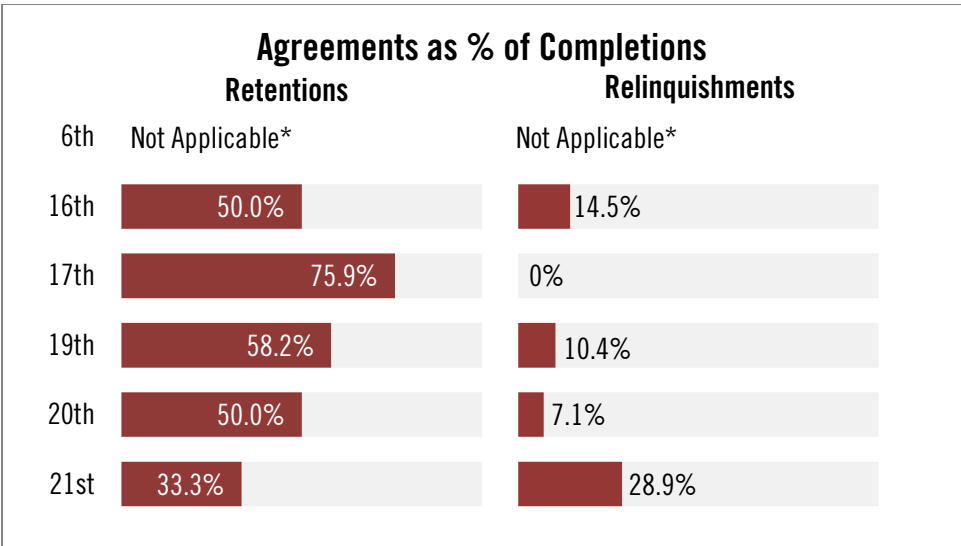 Agreements as % of Completions
Retentions Relinquishments
6th Not Applicable* Not Applicable*
16th 50.0% 14.5%
17th 75.9% 0%
19th 58.2% 10.4%
20th 50.0% 7.1%
21st 33.3% 28.9%